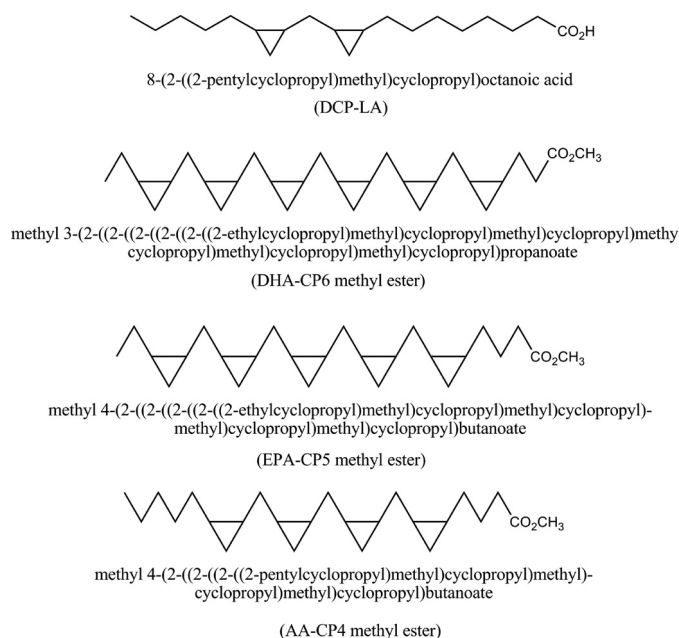 CO₂H
8-(2-((2-pentylcyclopropyl)methyl)cyclopropyl)octanoic acid
(DCP-LA)
CO₂CH₃
methyl 3-(2-((2-((2-((2-((2-((2-ethylcyclopropyl)methyl)cyclopropyl)methyl)cyclopropyl)methy
cyclopropyl)methyl)cyclopropyl)methyl)cyclopropyl)propanoate
(DHA-CP6 methyl ester)
CO₂CH₃
methyl 4-(2-((2-((2-((2-((2-ethylcyclopropyl)methyl)cyclopropyl)methyl)cyclopropyl)-
methyl)cyclopropyl)methyl)cyclopropyl)butanoate
(EPA-CP5 methyl ester)
CO₂CH₃
methyl 4-(2-((2-((2-((2-pentylcyclopropyl)methyl)cyclopropyl)methyl)-
cyclopropyl)methyl)cyclopropyl)butanoate
(AA-CP4 methyl ester)